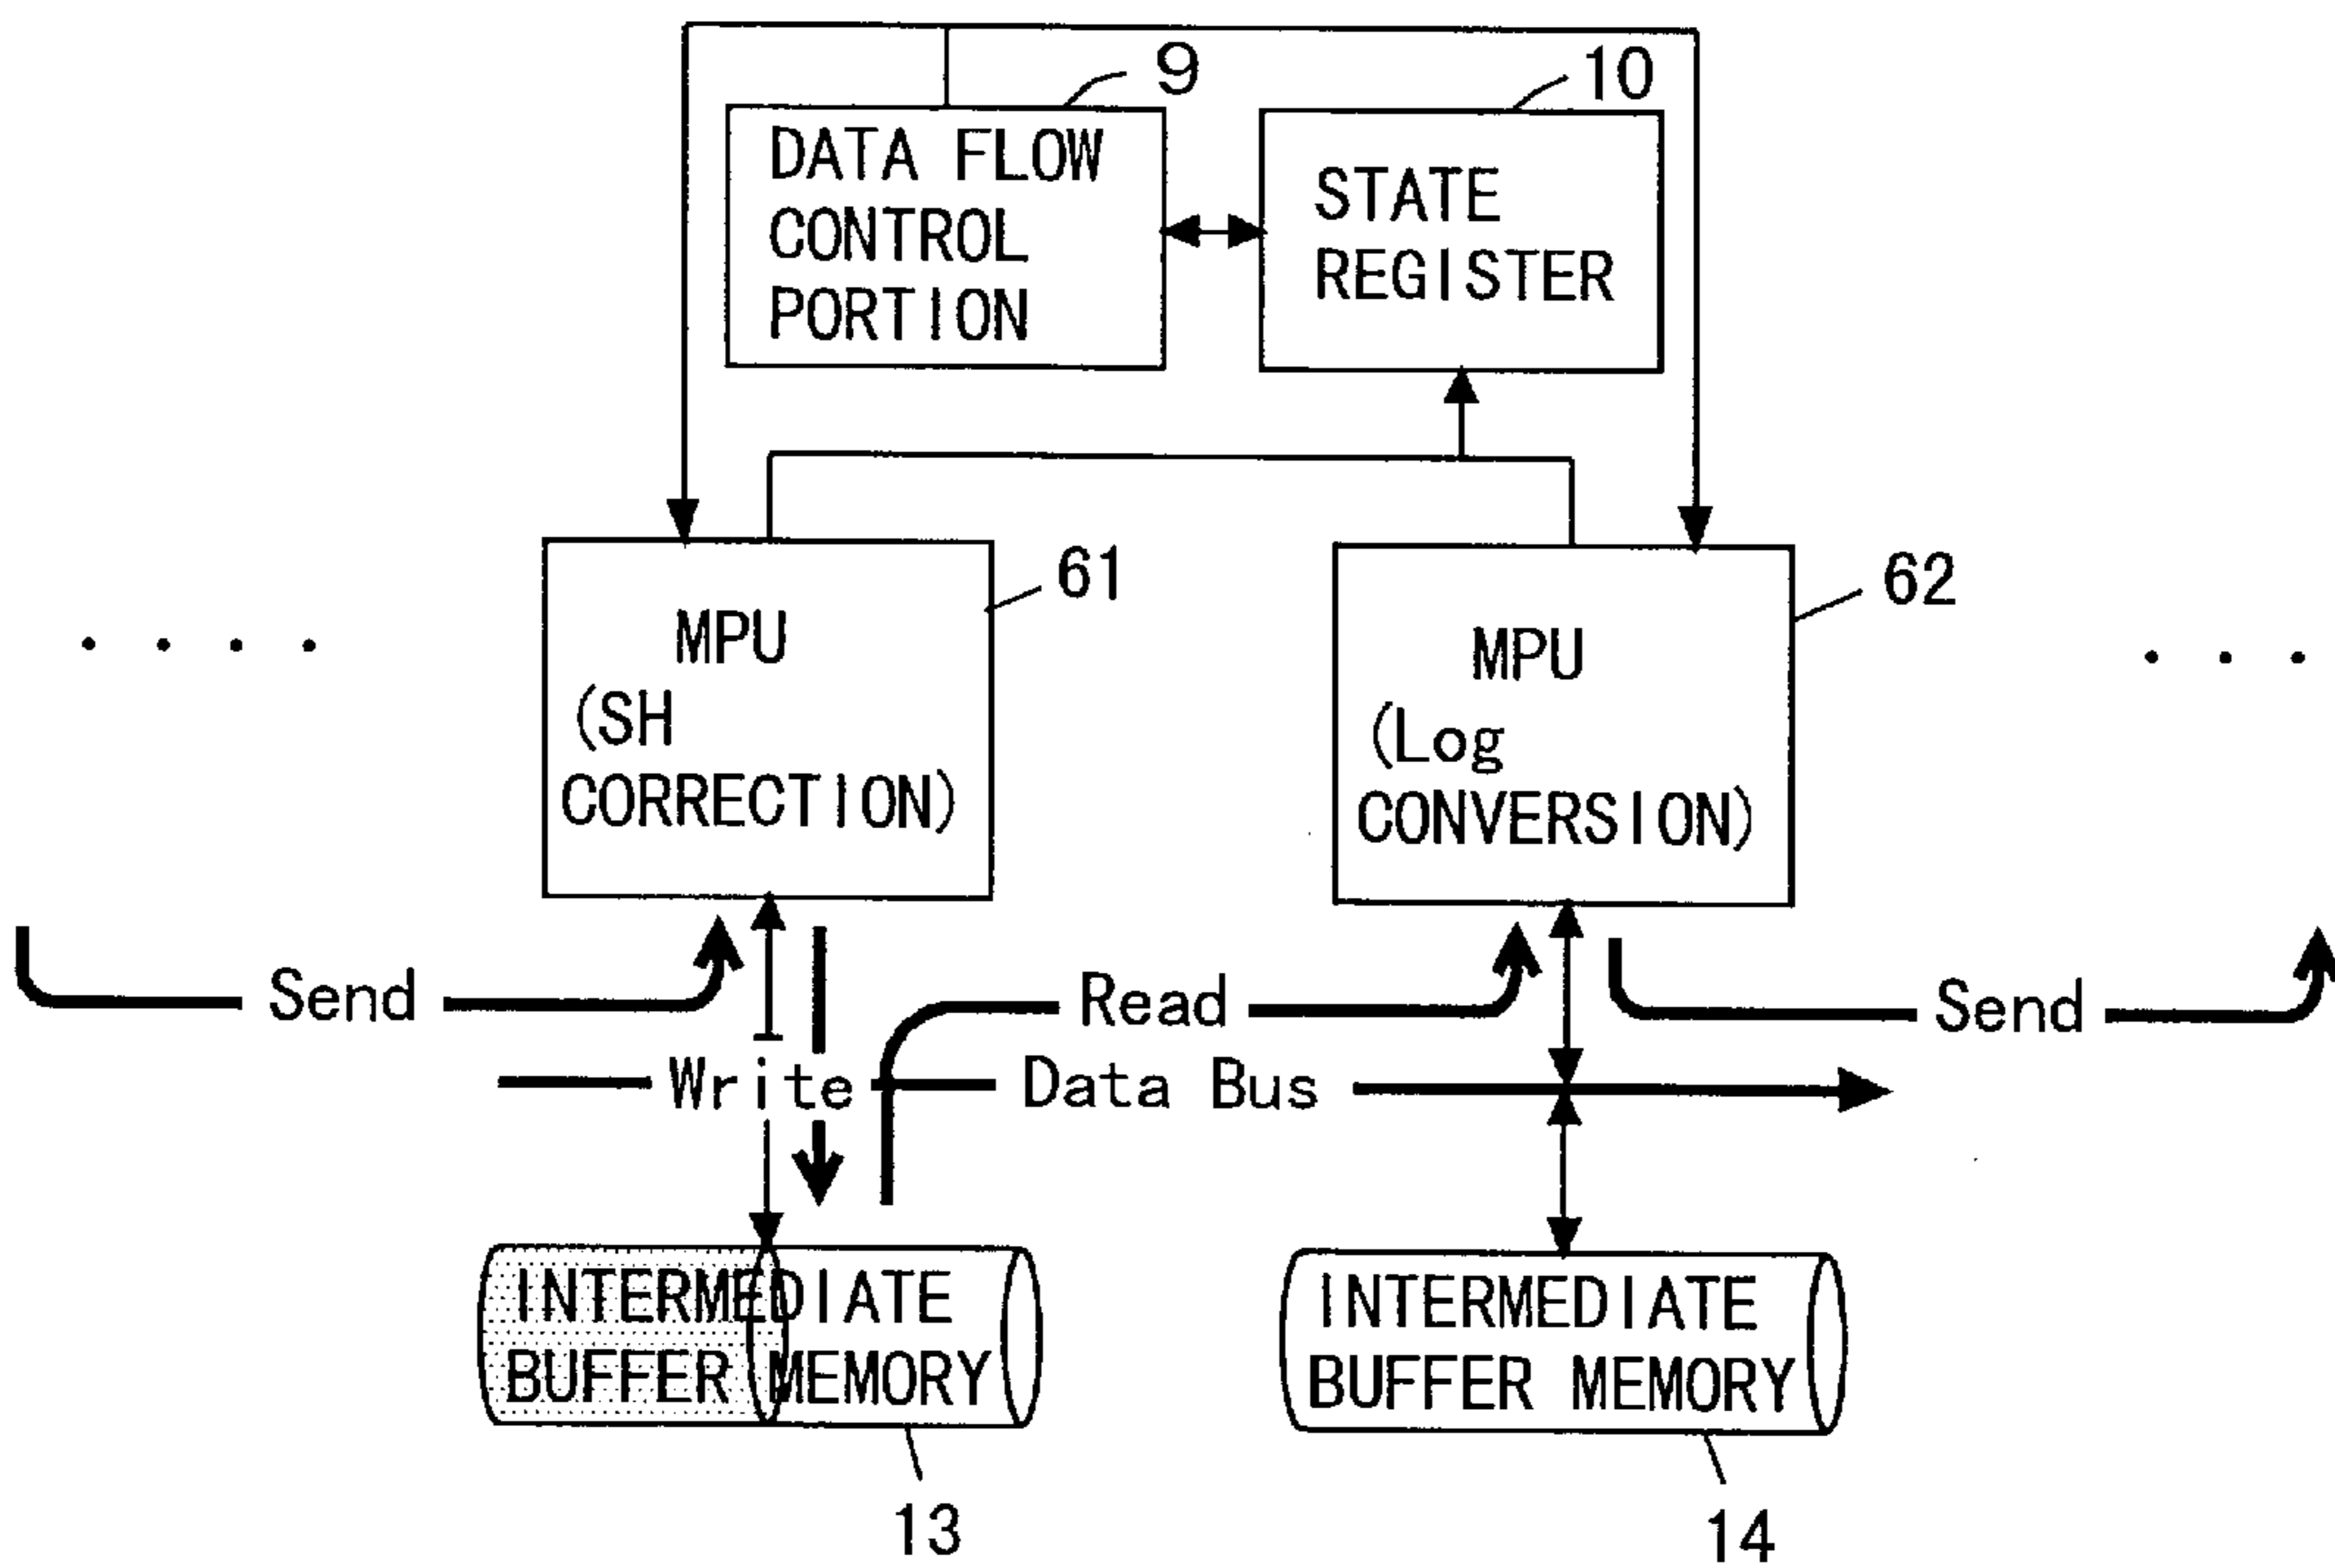 9
10
DATA FLOW
CONTROL
PORTION
STATE
REGISTER
61
62
MPU
(SH
CORRECTION)
MPU
(Log
CONVERSION)
Send
Read
Send
Write
Data Bus
INTERMEDIATE
BUFFER MEMORY
INTERMEDIATE
BUFFER MEMORY
13
14